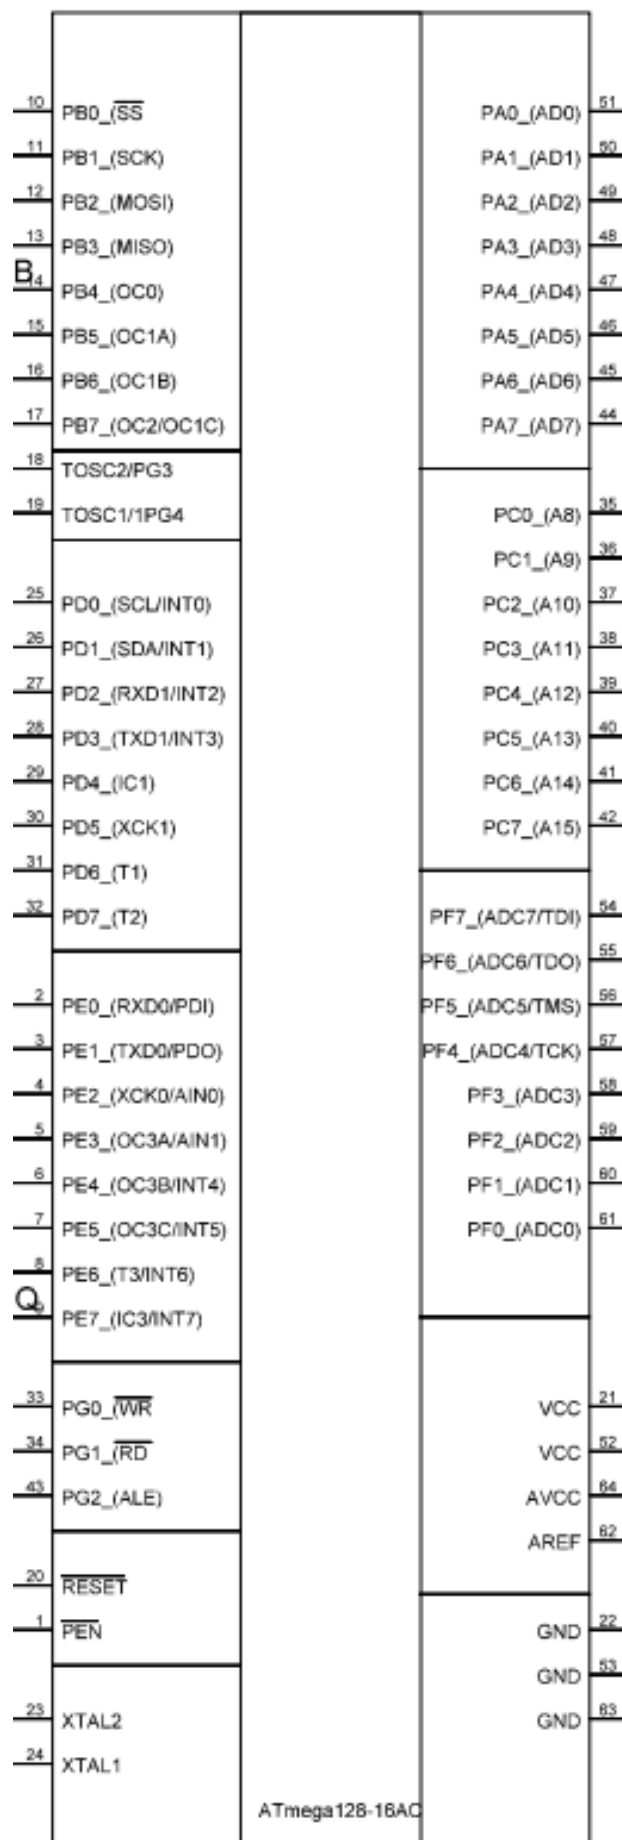 10 PB0_(SS
11 PB1_(SCK)
12 PB2_(MOSI)
13 PB3_(MISO)
B
14 PB4_(OC0)
15 PB5_(OC1A)
16 PB6_(OC1B)
17 PB7_(OC2/OC1C)
18 TOSC2/PG3
19 TOSC1/1PG4
25 PD0_(SCL/INT0)
26 PD1_(SDA/INT1)
27 PD2_(RXD1/INT2)
28 PD3_(TXD1/INT3)
29 PD4_(IC1)
30 PD5_(XCK1)
31 PD6_(T1)
32 PD7_(T2)
2 PE0_(RXD0/PDI)
3 PE1_(TXD0/PDO)
4 PE2_(XCK0/AIN0)
5 PE3_(OC3A/AIN1)
6 PE4_(OC3B/INT4)
7 PE5_(OC3C/INT5)
8 PE6_(T3/INT6)
Q
9 PE7_(IC3/INT7)
33 PG0_(WR
34 PG1_(RD
43 PG2_(ALE)
20 RESET
1 PEN
23 XTAL2
24 XTAL1
PA0_(AD0) 51
PA1_(AD1) 50
PA2_(AD2) 49
PA3_(AD3) 48
PA4_(AD4) 47
PA5_(AD5) 46
PA6_(AD6) 45
PA7_(AD7) 44
PC0_(A8) 35
PC1_(A9) 36
PC2_(A10) 37
PC3_(A11) 38
PC4_(A12) 39
PC5_(A13) 40
PC6_(A14) 41
PC7_(A15) 42
PF7_(ADC7/TDI) 54
PF6_(ADC6/TDO) 55
PF5_(ADC5/TMS) 56
PF4_(ADC4/TCK) 57
PF3_(ADC3) 58
PF2_(ADC2) 59
PF1_(ADC1) 60
PF0_(ADC0) 61
VCC 21
VCC 52
AVCC 64
AREF 62
GND 22
GND 53
GND 63
ATmega128-16AC